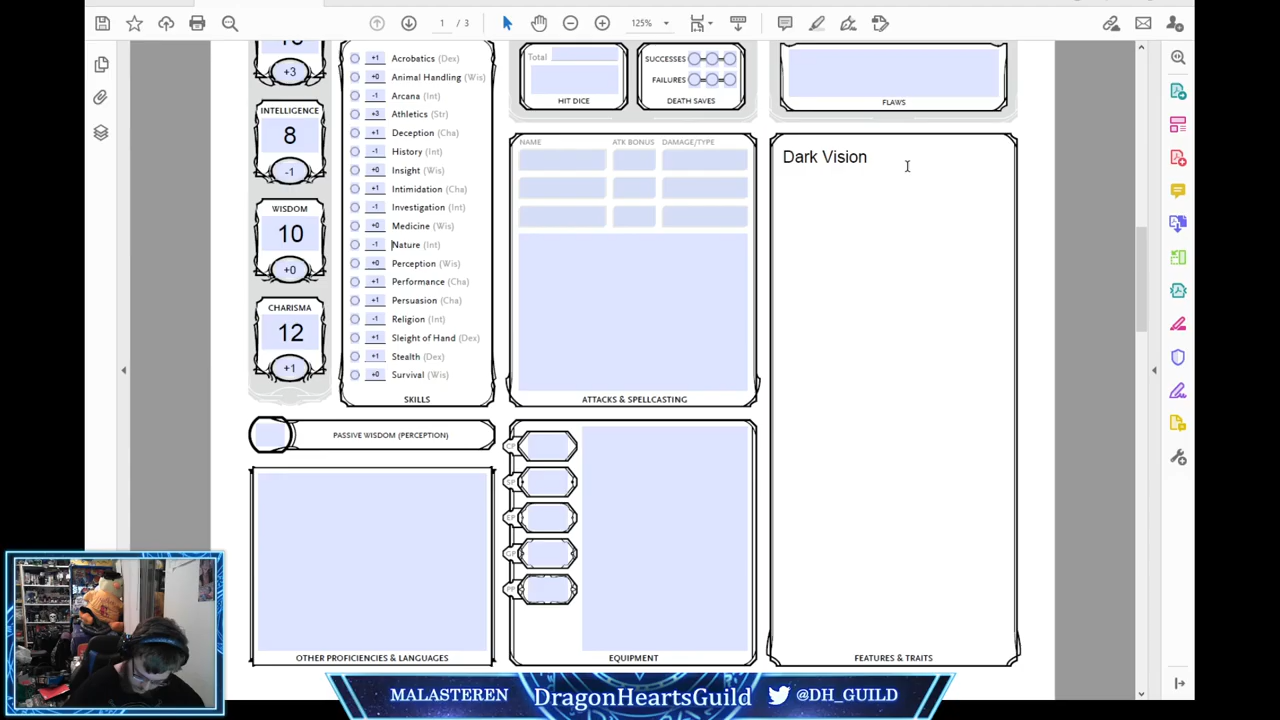 1 / 3
125%
+3
INTELLIGENCE
8
-1
WISDOM
10
+0
CHARISMA
12
+1
+1 Acrobatics (Dex)
+0 Animal Handling (Wis)
-1 Arcana (Int)
+3 Athletics (Str)
+1 Deception (Cha)
-1 History (Int)
+0 Insight (Wis)
+1 Intimidation (Cha)
-1 Investigation (Int)
+0 Medicine (Wis)
-1 Nature (Int)
+0 Perception (Wis)
+1 Performance (Cha)
+1 Persuasion (Cha)
-1 Religion (Int)
+1 Sleight of Hand (Dex)
+1 Stealth (Dex)
+0 Survival (Wis)
SKILLS
PASSIVE WISDOM (PERCEPTION)
OTHER PROFICIENCIES & LANGUAGES
Total
HIT DICE
SUCCESSES
FAILURES
DEATH SAVES
NAME ATK BONUS DAMAGE/TYPE
ATTACKS & SPELLCASTING
CP
SP
EP
GP
PP
EQUIPMENT
FLAWS
Dark Vision
FEATURES & TRAITS
MALASTEREN DragonHeartsGuild @DH_GUILD